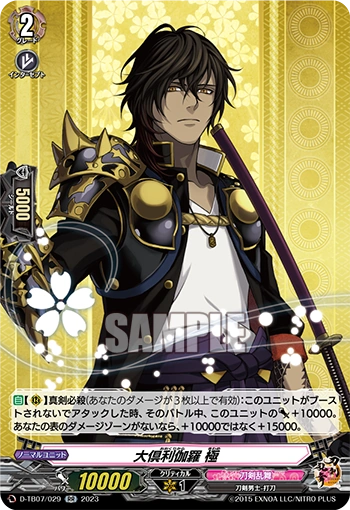 2
グレード
インターセプト
5000
シールド
SAMPLE
自【(R)】真剣必殺(あなたのダメージが3枚以上で有効):このユニットがブースト
されないでアタックした時、そのバトル中、このユニットの+10000。
あなたの表のダメージゾーンがないなら、+10000ではなく+15000。
ノーマルユニット
大倶利伽羅 極
パワー 10000
クリティカル
1
刀剣乱舞
刀剣男士・打刀
D-TB07/029 RR 2023
©2015 EXNOA LLC/NITRO PLUS